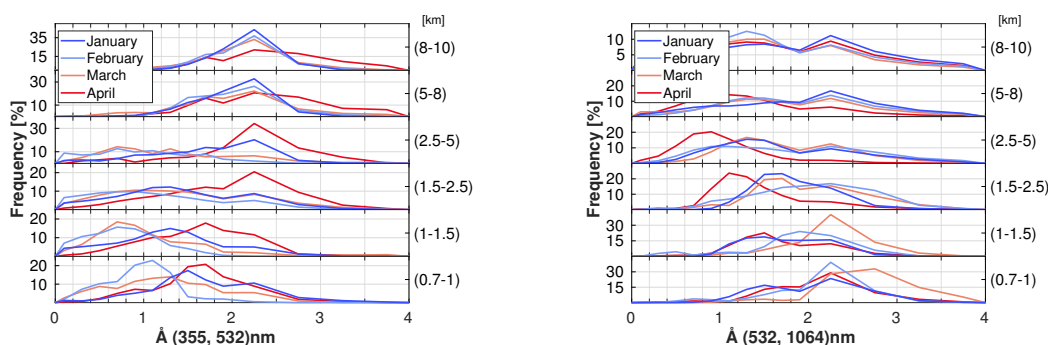 [km]
35
15
January
February
March
April
(8-10)
30
10
(5-8)
30
10
(2.5-5)
20
10
(1.5-2.5)
20
10
(1-1.5)
20
10
(0.7-1)
Frequency [%]
0 1 2 3 4
Å (355, 532)nm
[km]
10
5
January
February
March
April
(8-10)
20
10
(5-8)
20
10
(2.5-5)
20
10
(1.5-2.5)
30
15
(1-1.5)
30
15
(0.7-1)
Frequency [%]
0 1 2 3 4
Å (532, 1064)nm